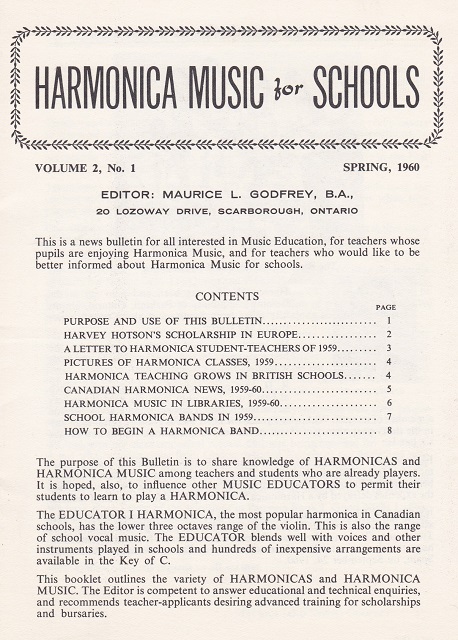 HARMONICA MUSIC for SCHOOLS
VOLUME 2, No. 1 SPRING, 1960
EDITOR: MAURICE L. GODFREY, B.A.,
20 LOZOWAY DRIVE, SCARBOROUGH, ONTARIO
This is a news bulletin for all interested in Music Education, for teachers whose
pupils are enjoying Harmonica Music, and for teachers who would like to be
better informed about Harmonica Music for schools.
CONTENTS
PAGE
PURPOSE AND USE OF THIS BULLETIN........................ 1
HARVEY HOTSON'S SCHOLARSHIP IN EUROPE................ 2
A LETTER TO HARMONICA STUDENT-TEACHERS OF 1959........ 3
PICTURES OF HARMONICA CLASSES, 1959..................... 4
HARMONICA TEACHING GROWS IN BRITISH SCHOOLS....... 4
CANADIAN HARMONICA NEWS, 1959-60........................ 5
HARMONICA MUSIC IN LIBRARIES, 1959-60.................... 6
SCHOOL HARMONICA BANDS IN 1959.......................... 7
HOW TO BEGIN A HARMONICA BAND......................... 8
The purpose of this Bulletin is to share knowledge of HARMONICAS and
HARMONICA MUSIC among teachers and students who are already players.
It is hoped, also, to influence other MUSIC EDUCATORS to permit their
students to learn to play a HARMONICA.
The EDUCATOR I HARMONICA, the most popular harmonica in Canadian
schools, has the lower three octaves range of the violin. This is also the range
of school vocal music. The EDUCATOR blends well with voices and other
instruments played in schools and hundreds of inexpensive arrangements are
available in the Key of C.
This booklet outlines the variety of HARMONICAS and HARMONICA
MUSIC. The Editor is competent to answer educational and technical enquiries,
and recommends teacher-applicants desiring advanced training for scholarships
and bursaries.